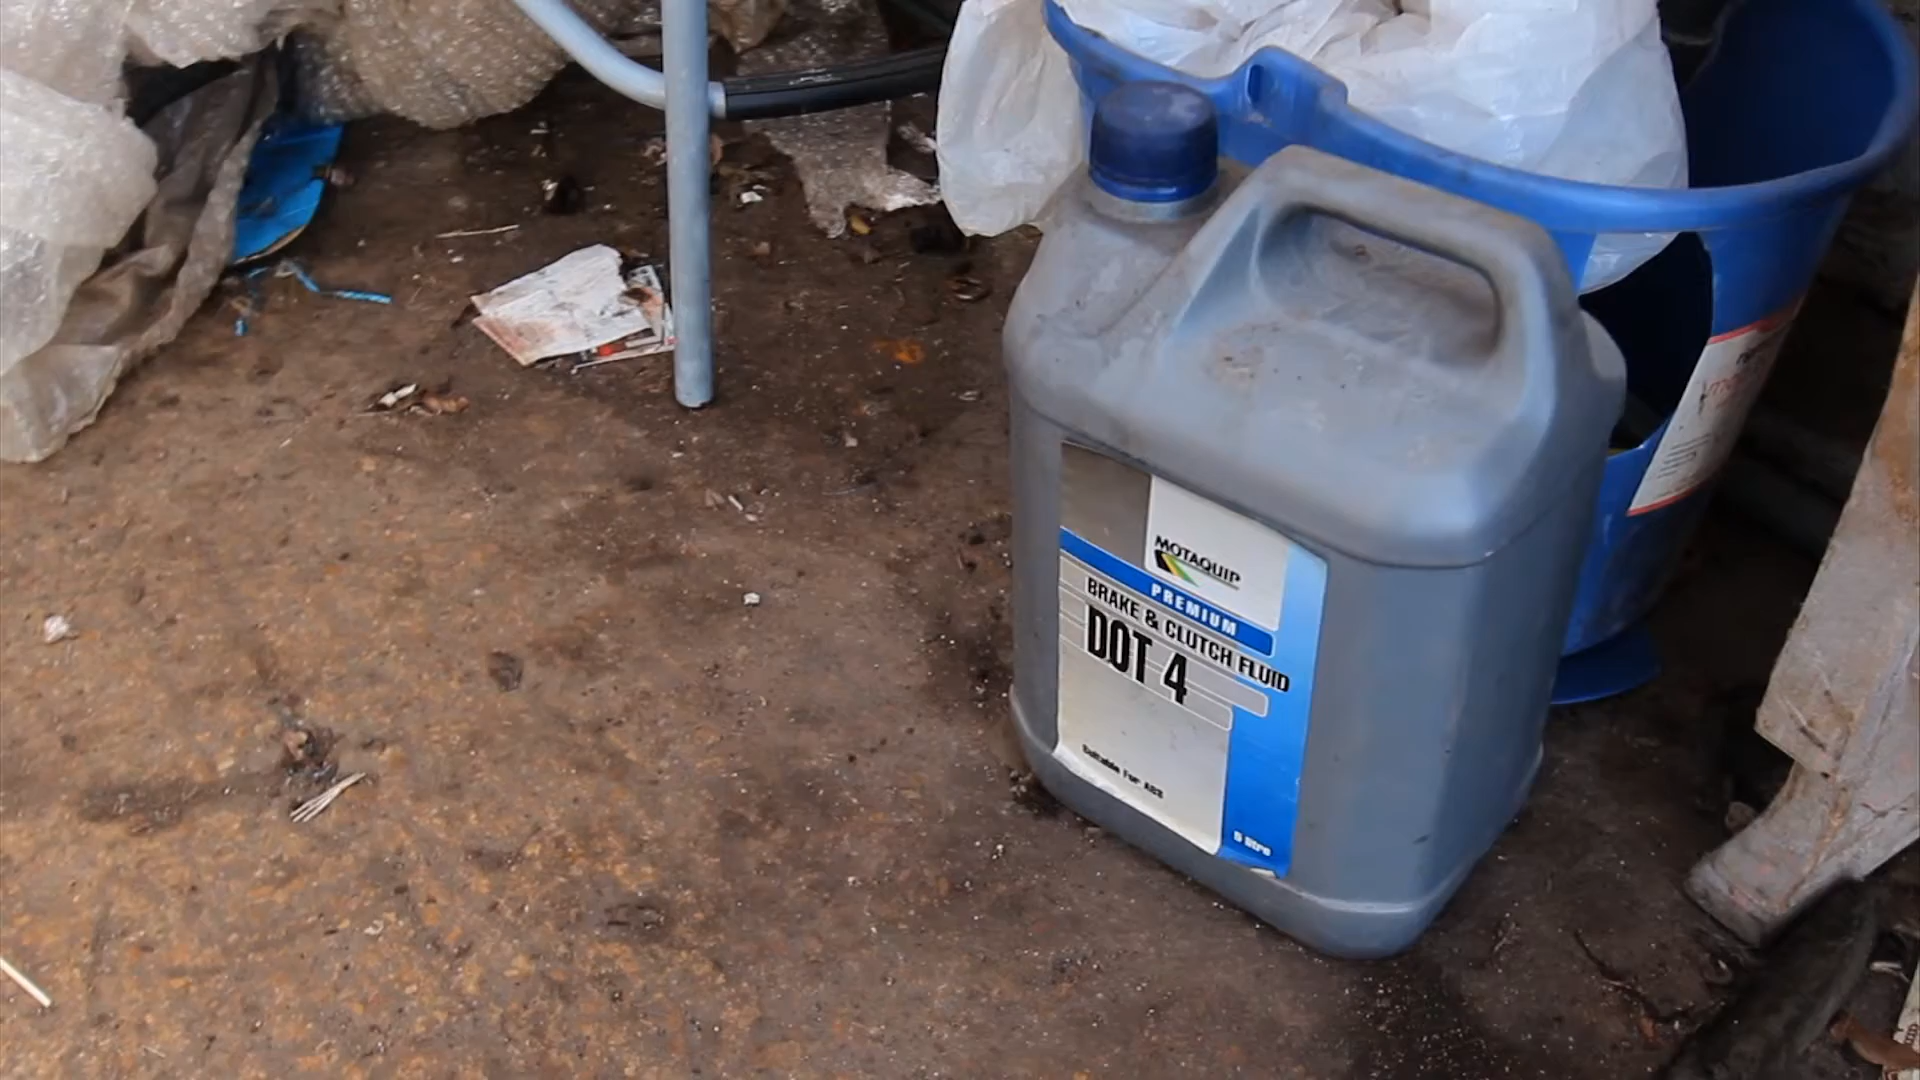 MOTAQUIP
PREMIUM
BRAKE & CLUTCH FLUID
DOT 4
Suitable For ABS
5 litre